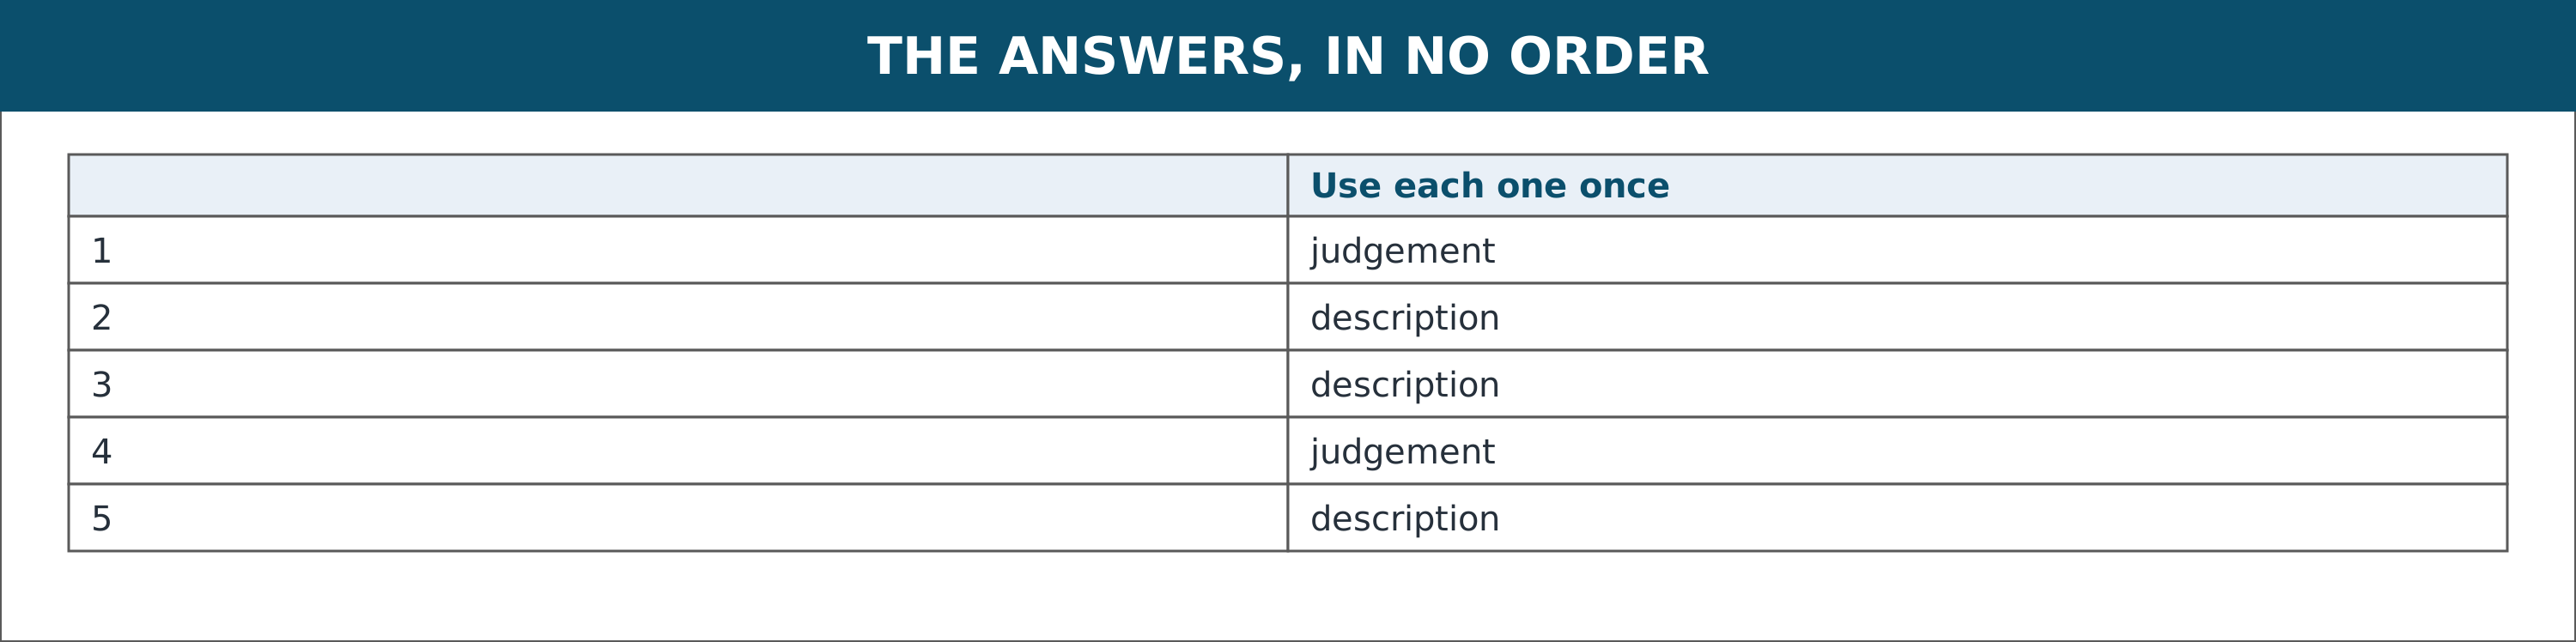 THE ANSWERS, IN NO ORDER
Use each one once
1 judgement
2 description
3 description
4 judgement
5 description